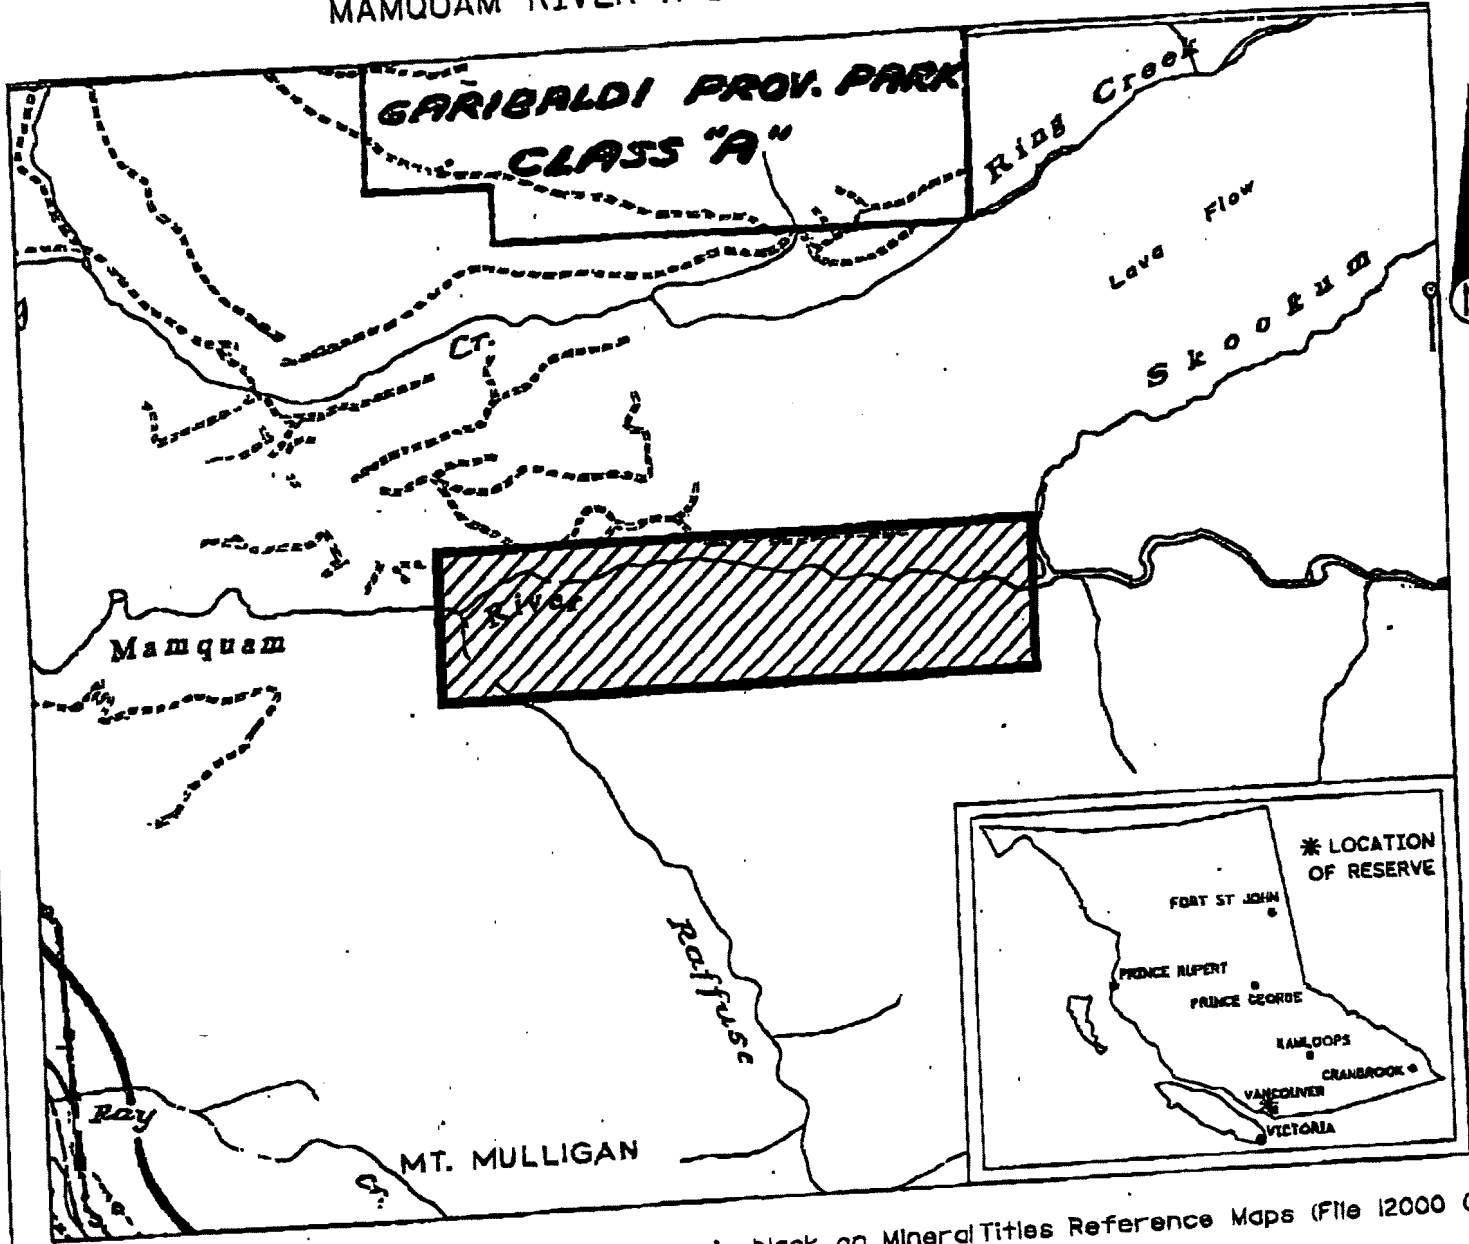 MAMQUAM RIVER
GARIBALDI PROV. PARK
CLASS "A"
Ring Creek
Lava Flow
Skookum
Cr.
River
Mamquam
Raffuse
* LOCATION
OF RESERVE
FORT ST JOHN
PRINCE RUPERT
PRINCE GEORGE
KAMLOOPS
CRANBROOK
VANCOUVER
VICTORIA
Ray
Cr.
MT. MULLIGAN
black on Mineral Titles Reference Maps (File 12000